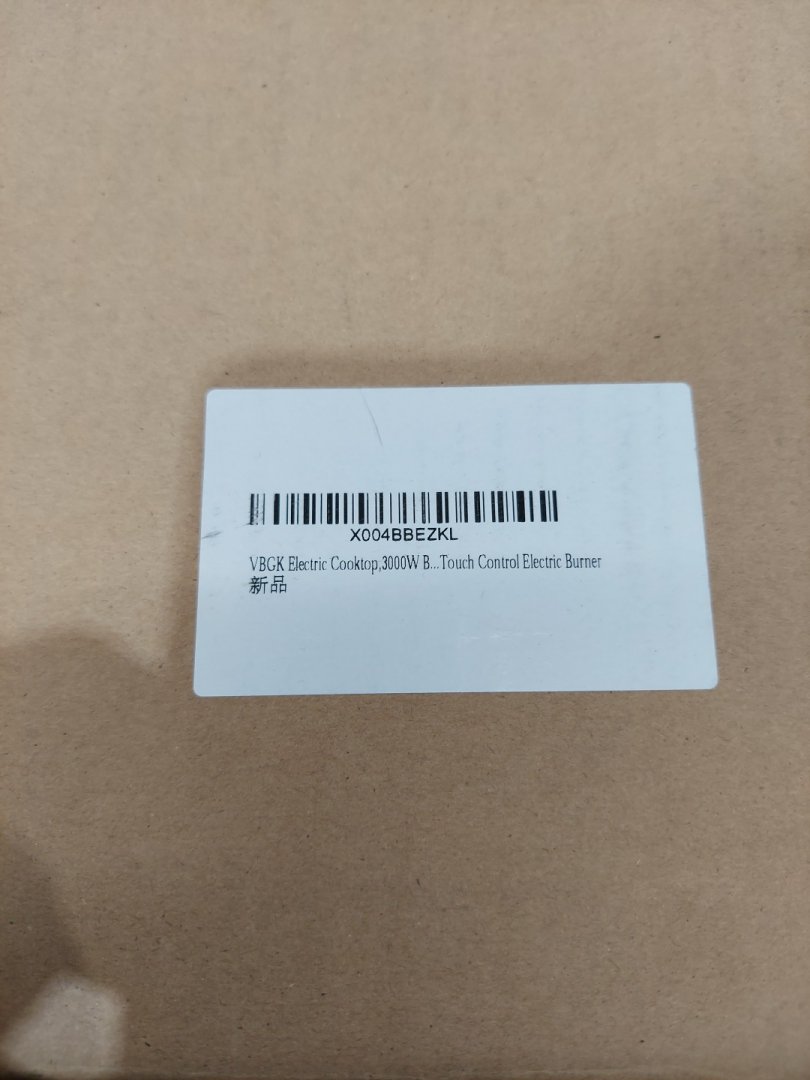 X004BBEZKL
VBGK Electric Cooktop,3000W B...Touch Control Electric Burner
新品